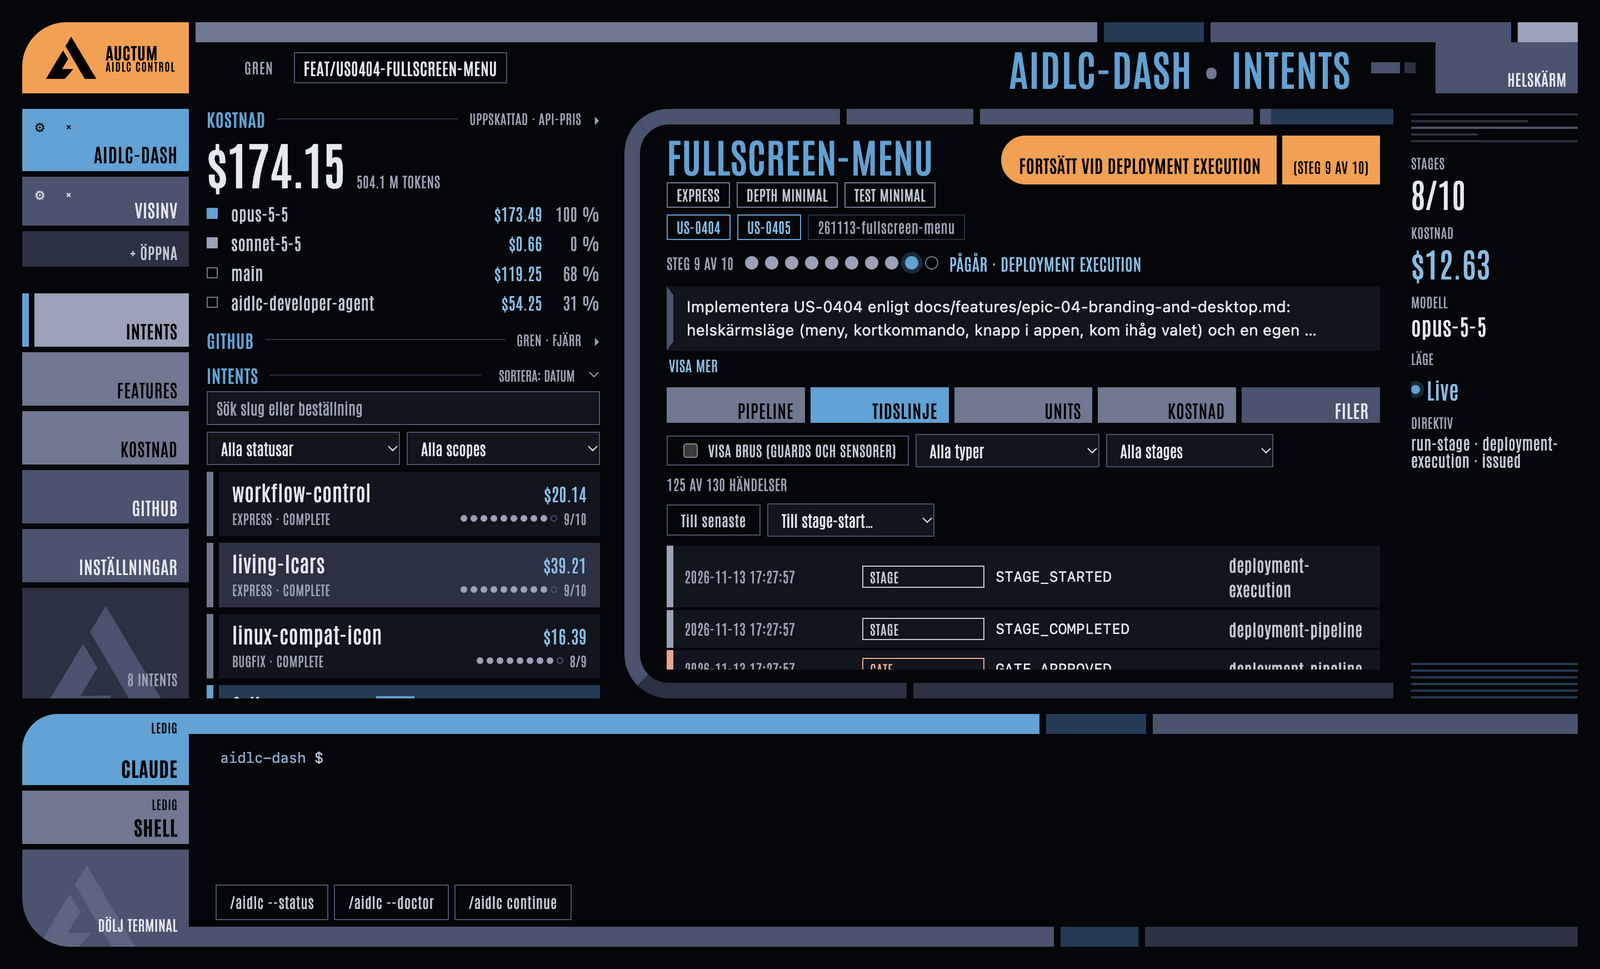 AUCTUM
AIDLC CONTROL
GREN
FEAT/US0404-FULLSCREEN-MENU
AIDLC-DASH • INTENTS
HELSKÄRM
AIDLC-DASH
VISINV
+ ÖPPNA
INTENTS
FEATURES
KOSTNAD
GITHUB
INSTÄLLNINGAR
8 INTENTS
KOSTNAD
UPPSKATTAD · API-PRIS
$174.15
504.1 M TOKENS
opus-5-5 $173.49 100 %
sonnet-5-5 $0.66 0 %
main $119.25 68 %
aidlc-developer-agent $54.25 31 %
GITHUB
GREN · FJÄRR
INTENTS
SORTERA: DATUM
Sök slug eller beställning
Alla statusar
Alla scopes
workflow-control $20.14
EXPRESS · COMPLETE 9/10
living-lcars $39.21
EXPRESS · COMPLETE 9/10
linux-compat-icon $16.39
BUGFIX · COMPLETE 8/9
FULLSCREEN-MENU
FORTSÄTT VID DEPLOYMENT EXECUTION
(STEG 9 AV 10)
EXPRESS
DEPTH MINIMAL
TEST MINIMAL
US-0404
US-0405
261113-fullscreen-menu
STEG 9 AV 10
PÅGÅR · DEPLOYMENT EXECUTION
Implementera US-0404 enligt docs/features/epic-04-branding-and-desktop.md:
helskärmsläge (meny, kortkommando, knapp i appen, kom ihåg valet) och en egen ...
VISA MER
PIPELINE
TIDSLINJE
UNITS
KOSTNAD
FILER
VISA BRUS (GUARDS OCH SENSORER)
Alla typer
Alla stages
125 AV 130 HÄNDELSER
Till senaste
Till stage-start...
2026-11-13 17:27:57 STAGE STAGE_STARTED deployment-
execution
2026-11-13 17:27:57 STAGE STAGE_COMPLETED deployment-pipeline
2026-11-13 17:27:57 GATE GATE_APPROVED deployment-pipeline
STAGES
8/10
KOSTNAD
$12.63
MODELL
opus-5-5
LÄGE
Live
DIREKTIV
run-stage · deployment-
execution · issued
LEDIG
CLAUDE
LEDIG
SHELL
DÖLJ TERMINAL
aidlc-dash $
/aidlc --status
/aidlc --doctor
/aidlc continue